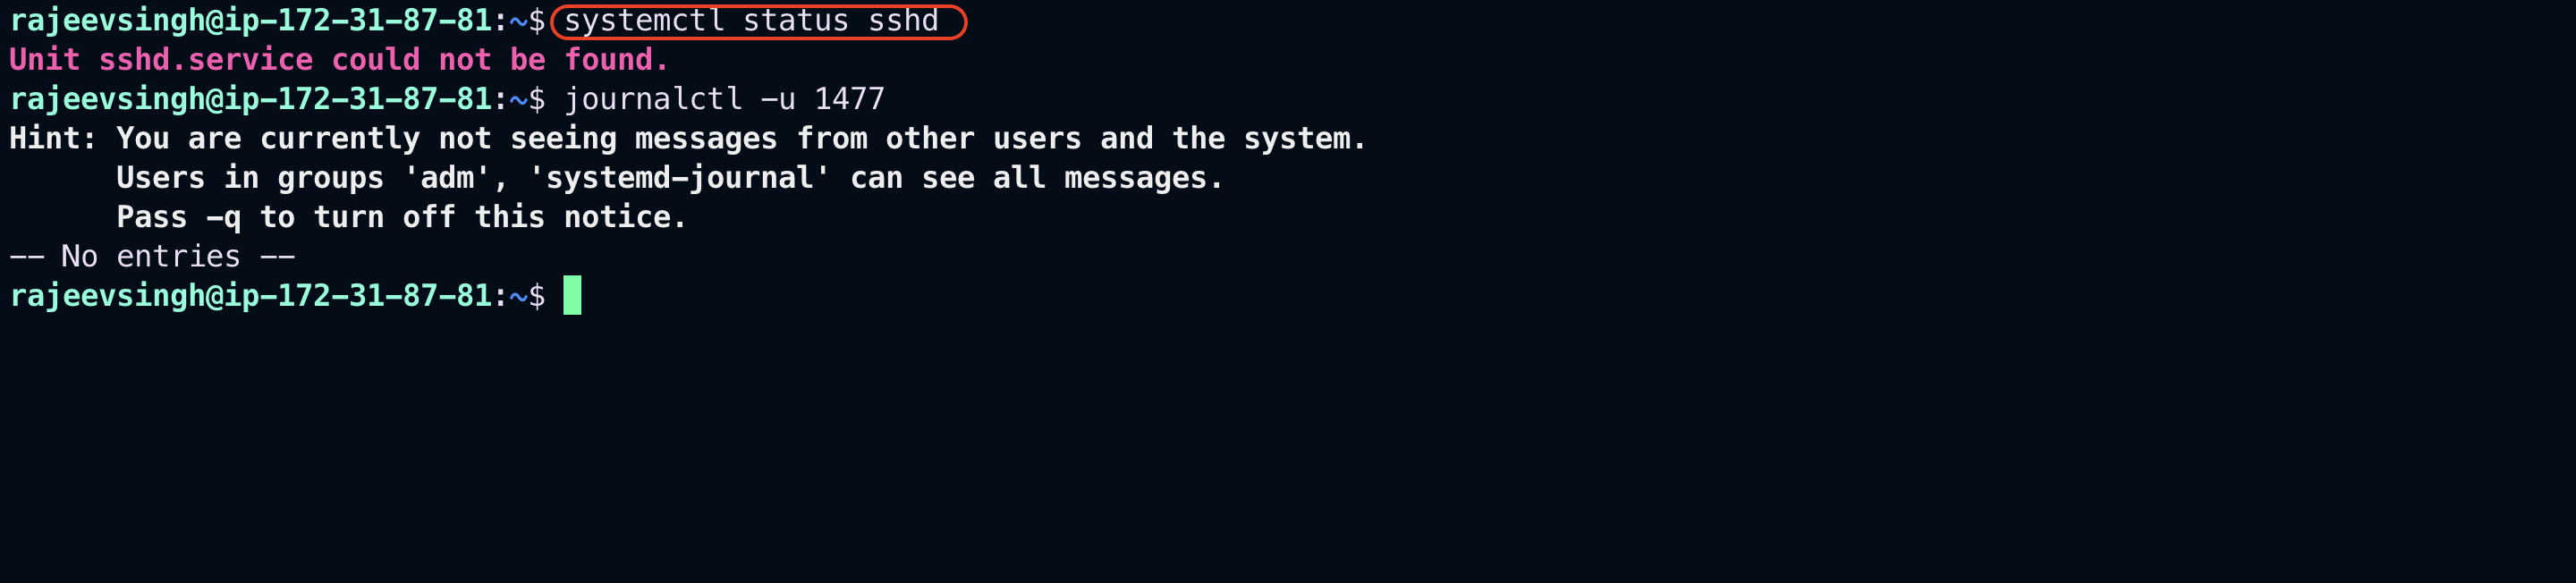 rajeevsingh@ip-172-31-87-81:~$ systemctl status sshd
Unit sshd.service could not be found.
rajeevsingh@ip-172-31-87-81:~$ journalctl -u 1477
Hint: You are currently not seeing messages from other users and the system.
      Users in groups 'adm', 'systemd-journal' can see all messages.
      Pass -q to turn off this notice.
-- No entries --
rajeevsingh@ip-172-31-87-81:~$